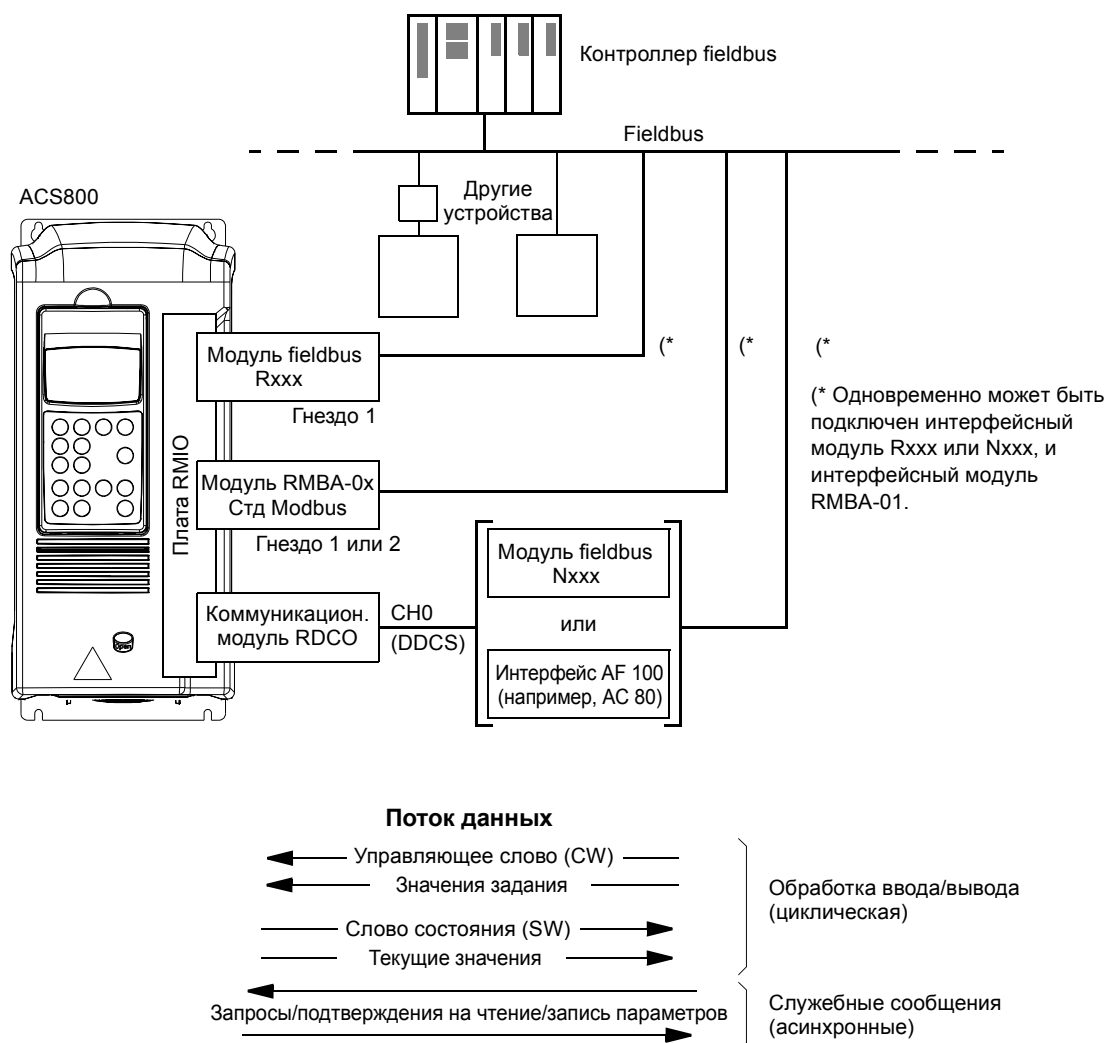 Контроллер fieldbus
Fieldbus
ACS800
Другие
устройства
Плата RMIO
Модуль fieldbus
Rxxx
Гнездо 1
(*
(*
(*
(* Одновременно может быть
подключен интерфейсный
модуль Rxxx или Nxxx, и
интерфейсный модуль
RMBA-01.
Модуль RMBA-0x
Стд Modbus
Гнездо 1 или 2
Коммуникацион.
модуль RDCO
CH0
(DDCS)
Модуль fieldbus
Nxxx
или
Интерфейс AF 100
(например, AC 80)
Open
Поток данных
Управляющее слово (CW)
Значения задания
Слово состояния (SW)
Текущие значения
Обработка ввода/вывода
(циклическая)
Запросы/подтверждения на чтение/запись параметров
Служебные сообщения
(асинхронные)